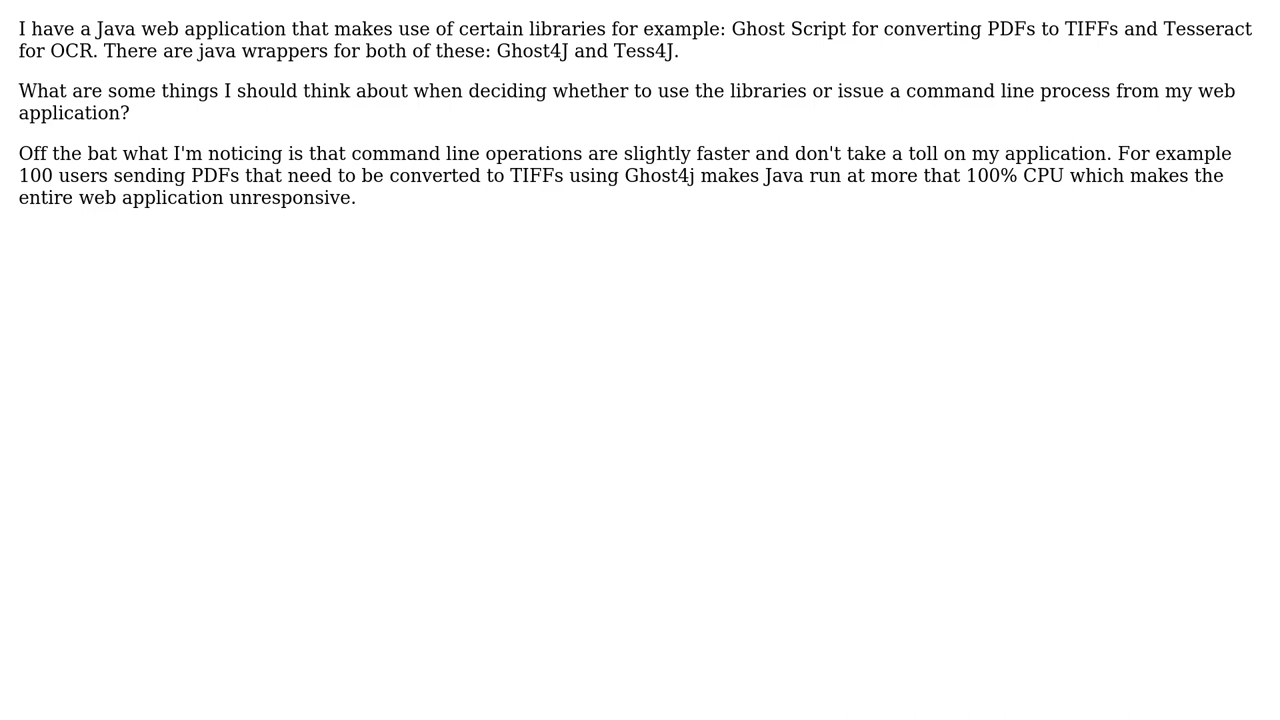 I have a Java web application that makes use of certain libraries for example: Ghost Script for converting PDFs to TIFFs and Tesseract
for OCR. There are java wrappers for both of these: Ghost4J and Tess4J.
What are some things I should think about when deciding whether to use the libraries or issue a command line process from my web
application?
Off the bat what I'm noticing is that command line operations are slightly faster and don't take a toll on my application. For example
100 users sending PDFs that need to be converted to TIFFs using Ghost4j makes Java run at more that 100% CPU which makes the
entire web application unresponsive.